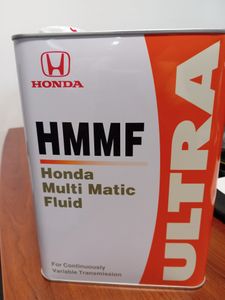 HONDA
HMMF
Honda
Multi Matic
Fluid
For Continuously
Variable Transmission
ULTRA